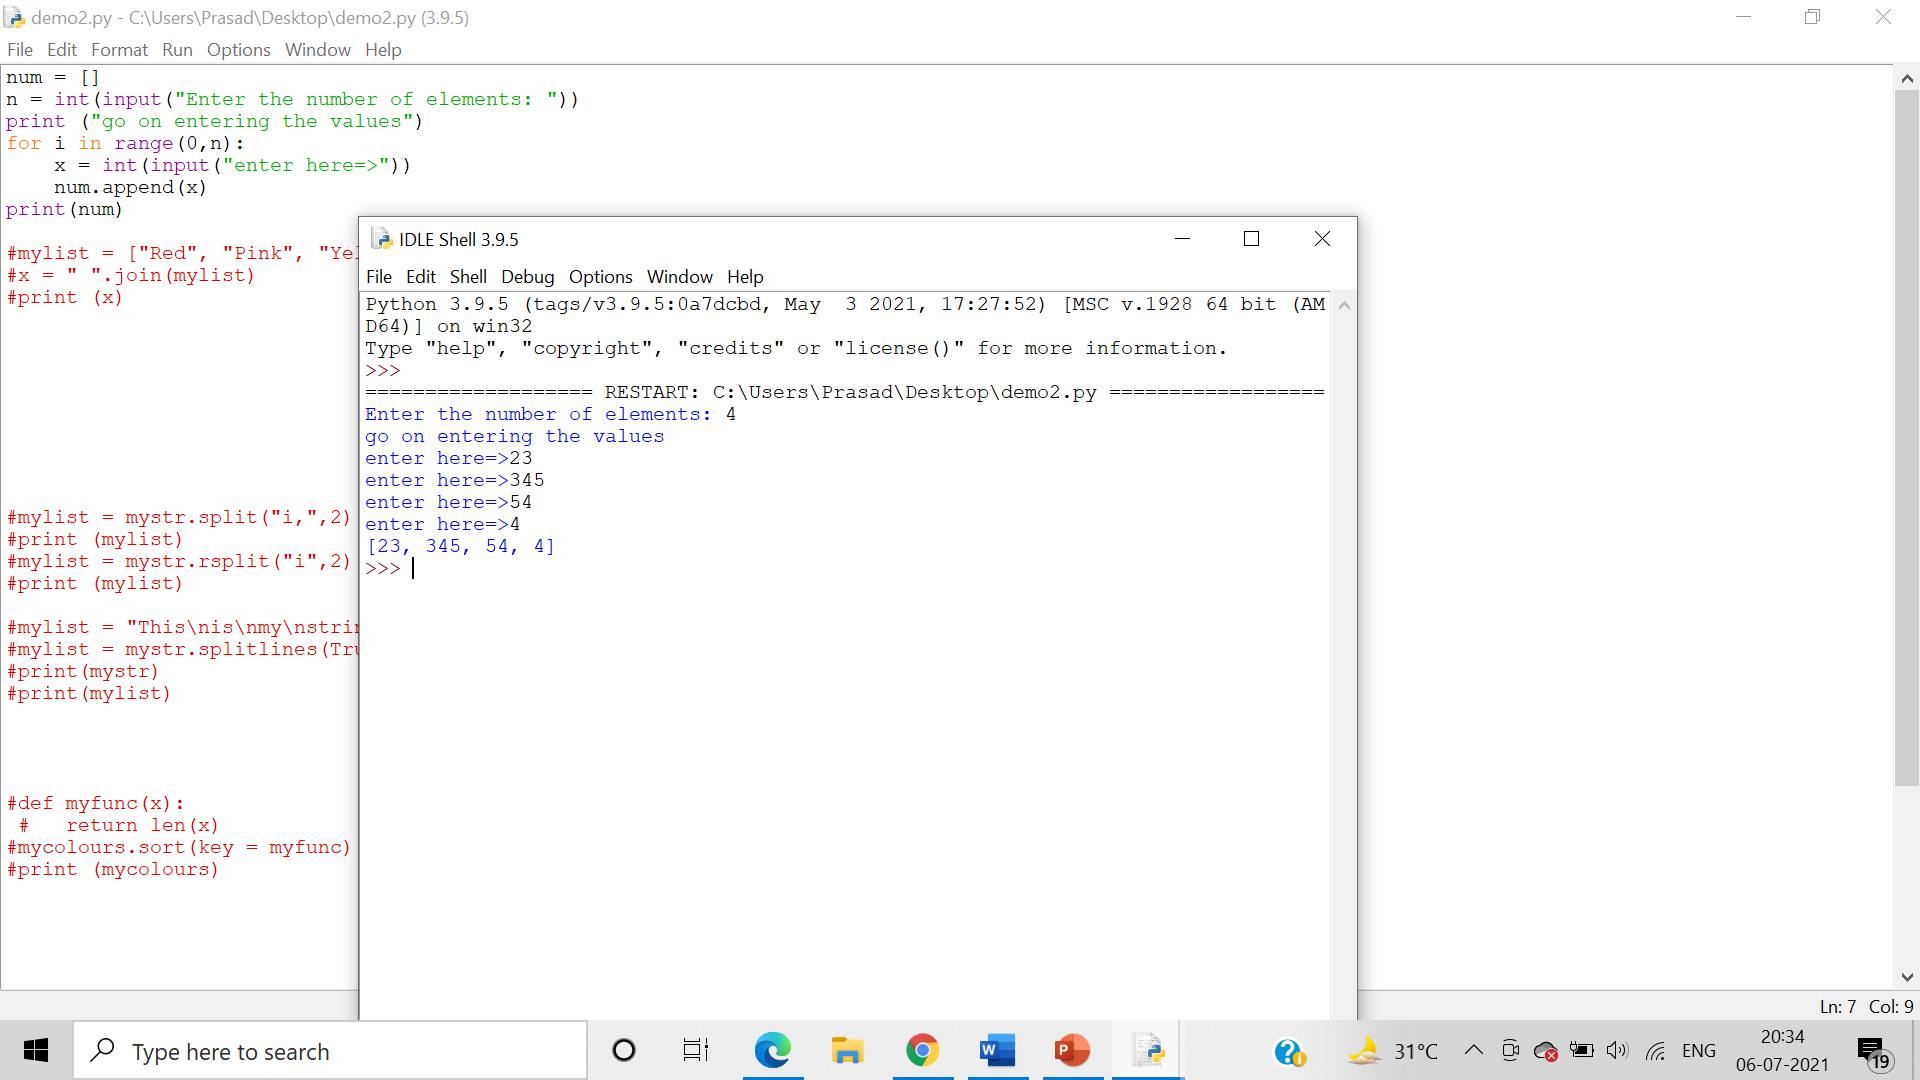 demo2.py - C:\Users\Prasad\Desktop\demo2.py (3.9.5)
File Edit Format Run Options Window Help
num = []
n = int(input("Enter the number of elements: "))
print ("go on entering the values")
for i in range(0,n):
    x = int(input("enter here=>"))
    num.append(x)
print(num)
#mylist = ["Red", "Pink", "Yel
#x = " ".join(mylist)
#print (x)
#mylist = mystr.split("i,",2)
#print (mylist)
#mylist = mystr.rsplit("i",2)
#print (mylist)
#mylist = "This\nis\nmy\nstrin
#mylist = mystr.splitlines(Tru
#print(mystr)
#print(mylist)
#def myfunc(x):
 #   return len(x)
#mycolours.sort(key = myfunc)
#print (mycolours)
IDLE Shell 3.9.5
File Edit Shell Debug Options Window Help
Python 3.9.5 (tags/v3.9.5:0a7dcbd, May  3 2021, 17:27:52) [MSC v.1928 64 bit (AM
D64)] on win32
Type "help", "copyright", "credits" or "license()" for more information.
>>>
=================== RESTART: C:\Users\Prasad\Desktop\demo2.py ==================
Enter the number of elements: 4
go on entering the values
enter here=>23
enter here=>345
enter here=>54
enter here=>4
[23, 345, 54, 4]
>>>
Ln: 7 Col: 9
Type here to search
31°C
ENG
20:34
06-07-2021
19